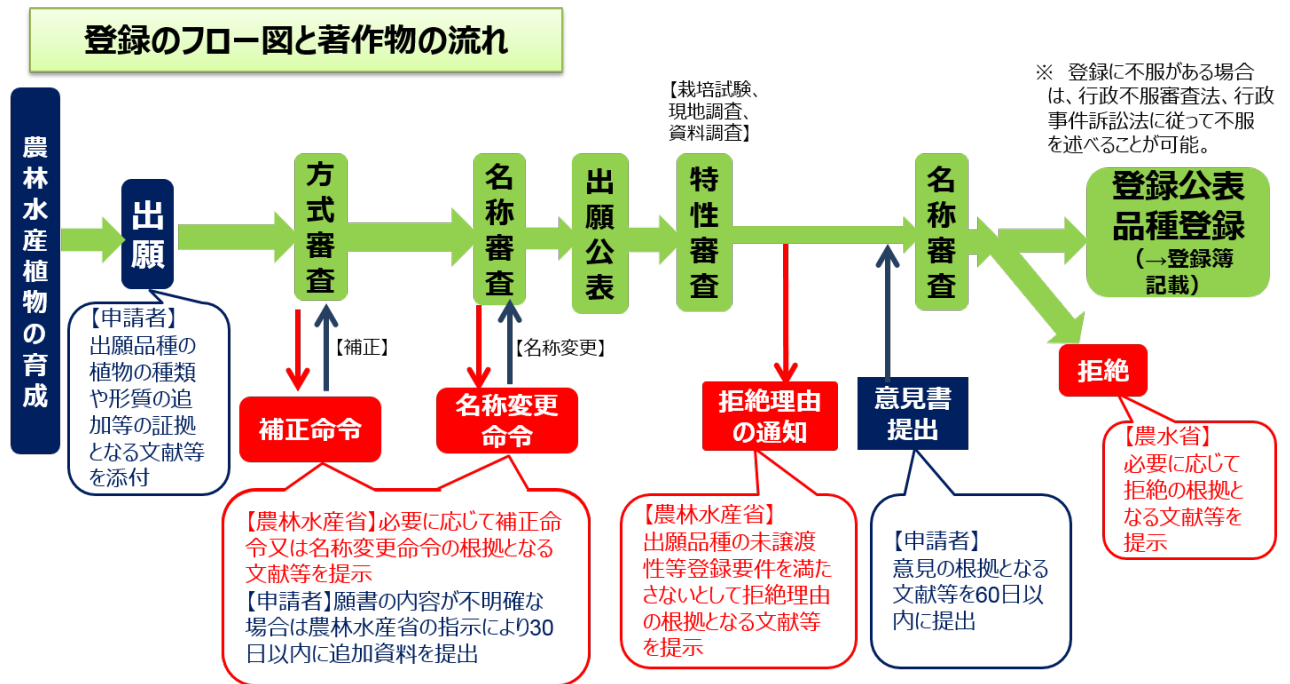 登録のフロー図と著作物の流れ
農林水産植物の育成
出願
【申請者】
出願品種の
植物の種類
や形質の追
加等の証拠
となる文献等
を添付
方式審査
【補正】
補正命令
名称審査
【名称変更】
名称変更
命令
【農林水産省】必要に応じて補正命
令又は名称変更命令の根拠となる
文献等を提示
【申請者】願書の内容が不明確な
場合は農林水産省の指示により30
日以内に追加資料を提出
出願公表
【栽培試験、
現地調査、
資料調査】
特性審査
拒絶理由
の通知
【農林水産省】
出願品種の未譲渡
性等登録要件を満た
さないとして拒絶理由
の根拠となる文献等
を提示
意見書
提出
【申請者】
意見の根拠となる
文献等を60日以
内に提出
名称審査
※ 登録に不服がある場合
は、行政不服審査法、行政
事件訴訟法に従って不服
を述べることが可能。
登録公表
品種登録
(→登録簿
記載)
拒絶
【農水省】
必要に応じて
拒絶の根拠と
なる文献等を
提示